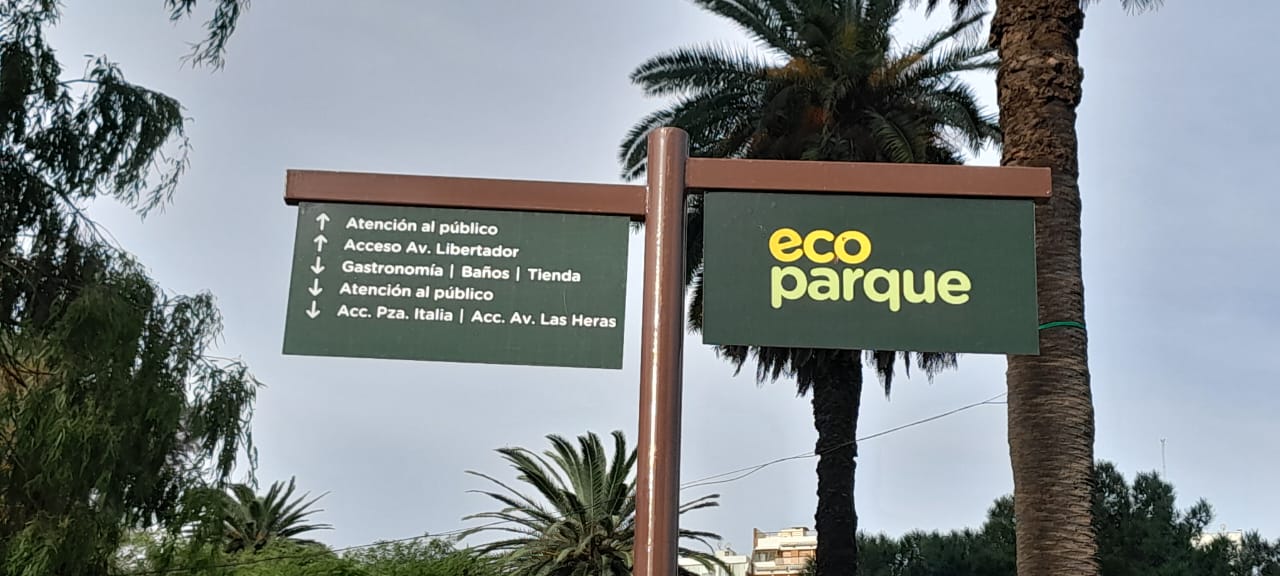 ↑ Atención al público
↑ Acceso Av. Libertador
↓ Gastronomía | Baños | Tienda
↓ Atención al público
↓ Acc. Pza. Italia | Acc. Av. Las Heras
eco
parque